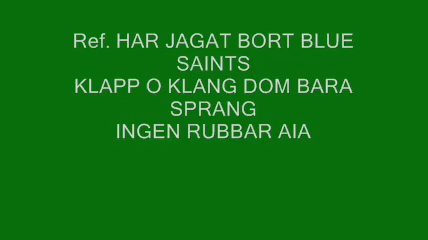 Ref. HAR JAGAT BORT BLUE
SAINTS
KLAPP O KLANG DOM BARA
SPRANG
INGEN RUBBAR AIA